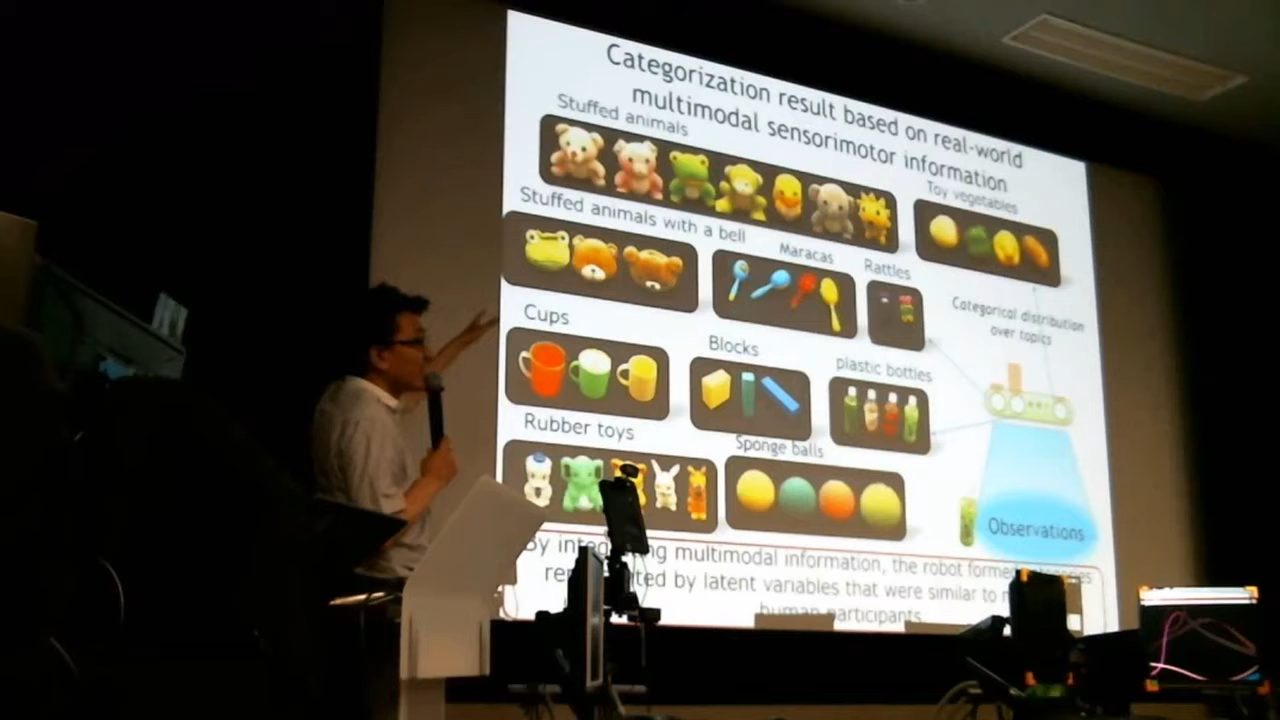 Categorization result based on real-world
multimodal sensorimotor information
Stuffed animals
Toy vegetables
Stuffed animals with a bell
Maracas
Rattles
Cups
Blocks
plastic bottles
Categorical distribution
over topics
Rubber toys
Sponge balls
Observations
By multimodal information, the robot formed
by latent variables that were similar to
human participants